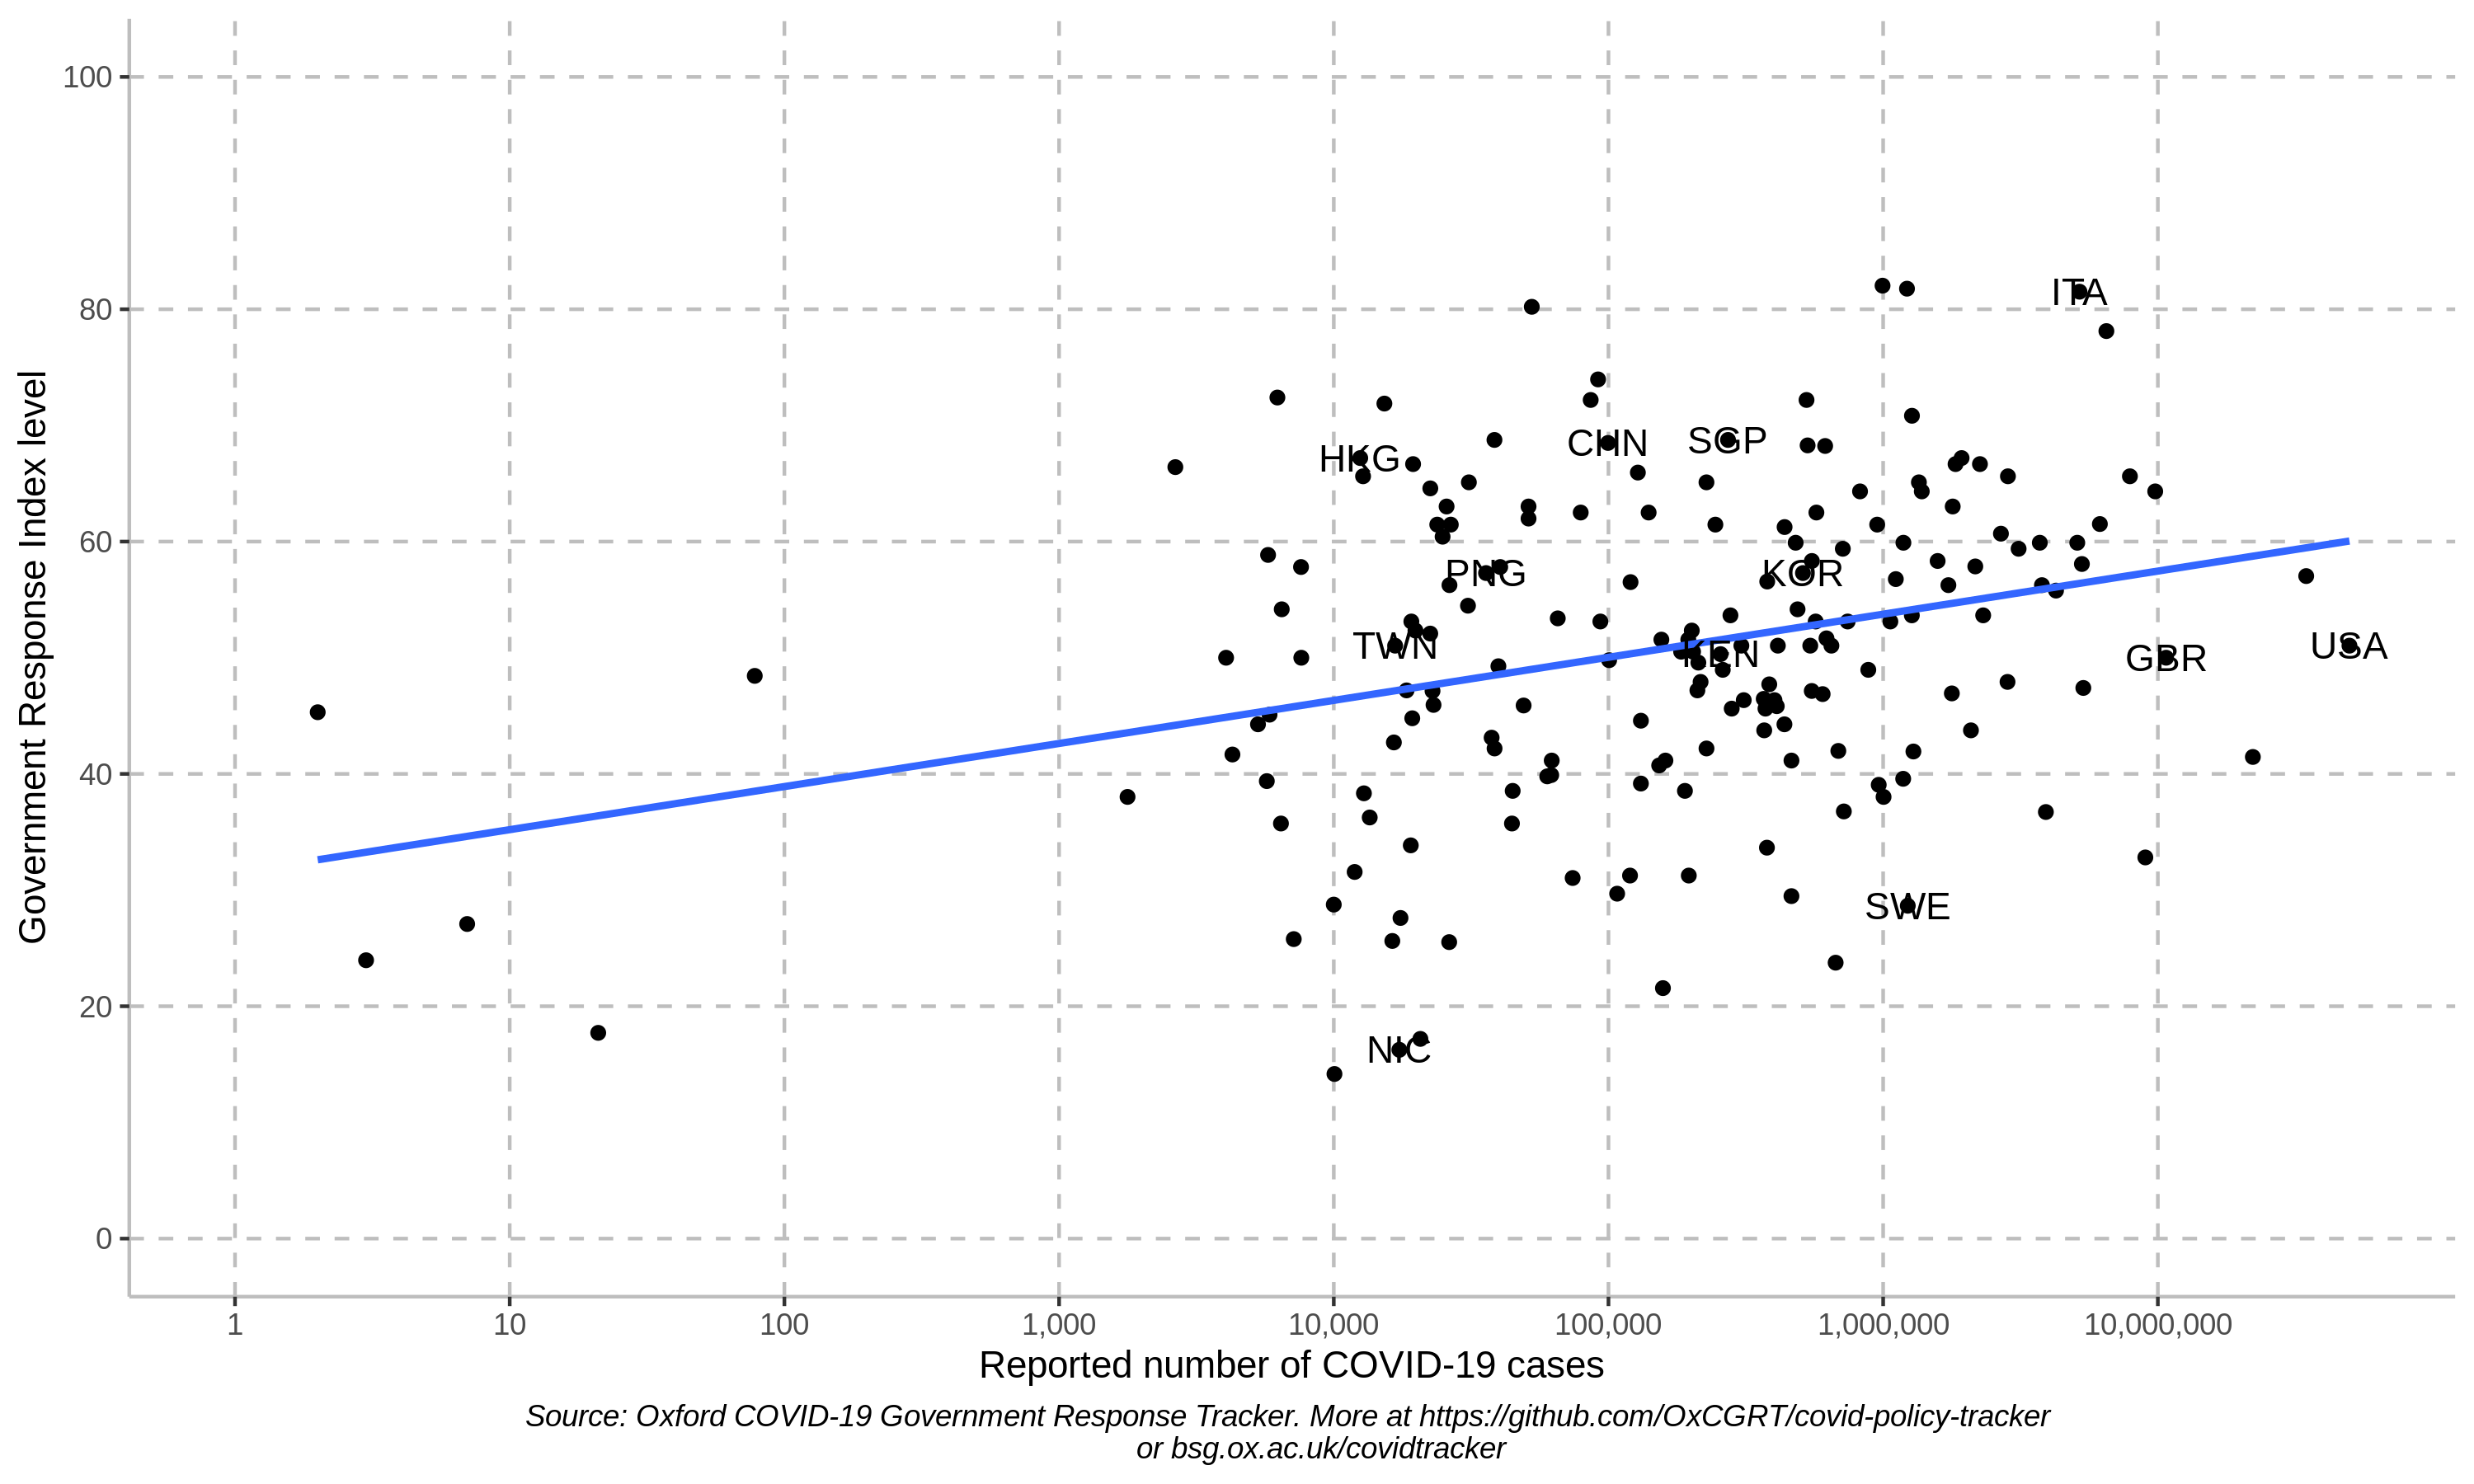 Government Response Index level
100
80
60
40
20
0
ITA
HKG
CHN
SGP
PNG
KOR
TWN
KEN
GBR
USA
SWE
NIC
1
10
100
1,000
10,000
100,000
1,000,000
10,000,000
Reported number of COVID-19 cases
Source: Oxford COVID-19 Government Response Tracker. More at https://github.com/OxCGRT/covid-policy-tracker
or bsg.ox.ac.uk/covidtracker